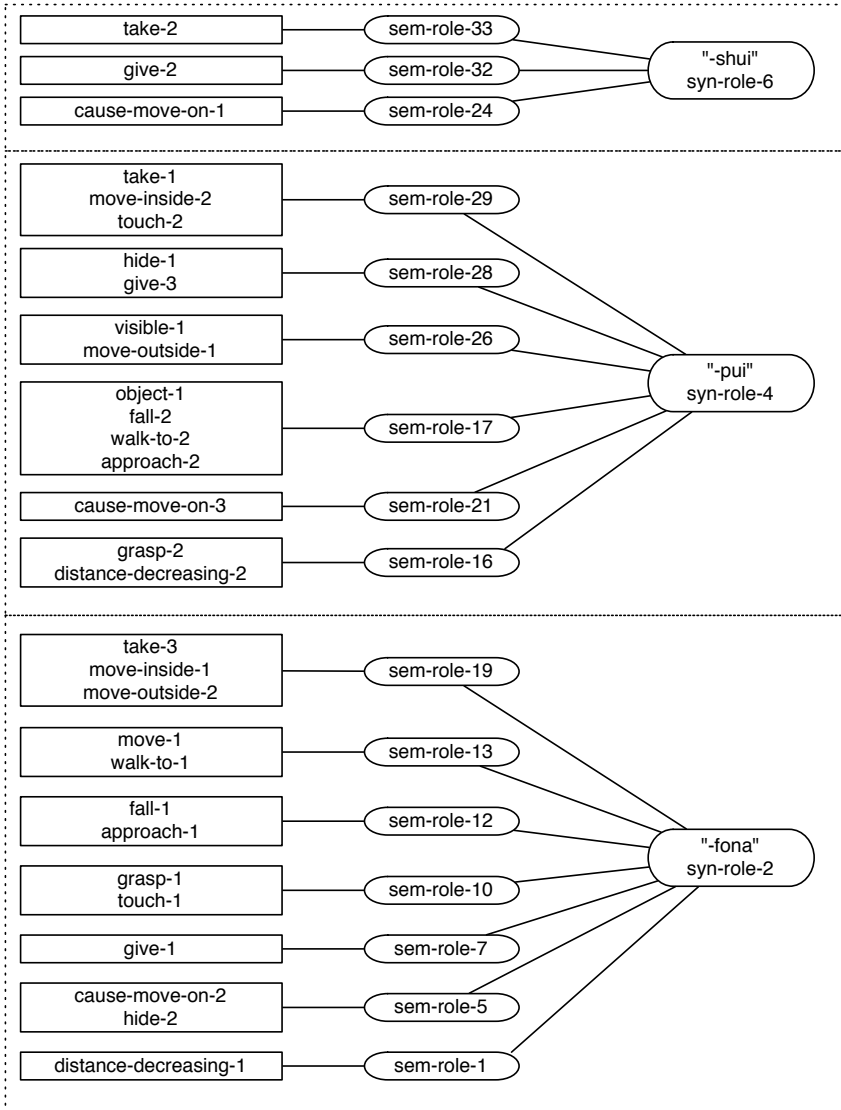 take-2
sem-role-33
give-2
sem-role-32
cause-move-on-1
sem-role-24
"-shui"
syn-role-6
take-1
move-inside-2
touch-2
sem-role-29
hide-1
give-3
sem-role-28
visible-1
move-outside-1
sem-role-26
object-1
fall-2
walk-to-2
approach-2
sem-role-17
cause-move-on-3
sem-role-21
grasp-2
distance-decreasing-2
sem-role-16
"-pui"
syn-role-4
take-3
move-inside-1
move-outside-2
sem-role-19
move-1
walk-to-1
sem-role-13
fall-1
approach-1
sem-role-12
grasp-1
touch-1
sem-role-10
give-1
sem-role-7
cause-move-on-2
hide-2
sem-role-5
distance-decreasing-1
sem-role-1
"-fona"
syn-role-2